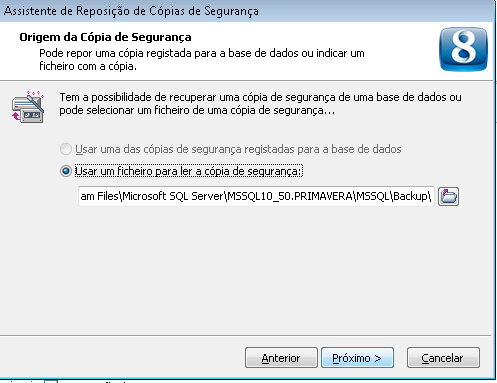 Assistente de Reposição de Cópias de Segurança
Origem da Cópia de Segurança
Pode repor uma cópia registada para a base de dados ou indicar um
ficheiro com a cópia.
8
Tem a possibilidade de recuperar uma cópia de segurança de uma base de dados ou
pode selecionar um ficheiro de uma cópia de segurança...
Usar uma das cópias de segurança registadas para a base de dados
Usar um ficheiro para ler a cópia de segurança:
am Files\Microsoft SQL Server\MSSQL10_50.PRIMAVERA\MSSQL\Backup\
Anterior
Próximo >
Cancelar